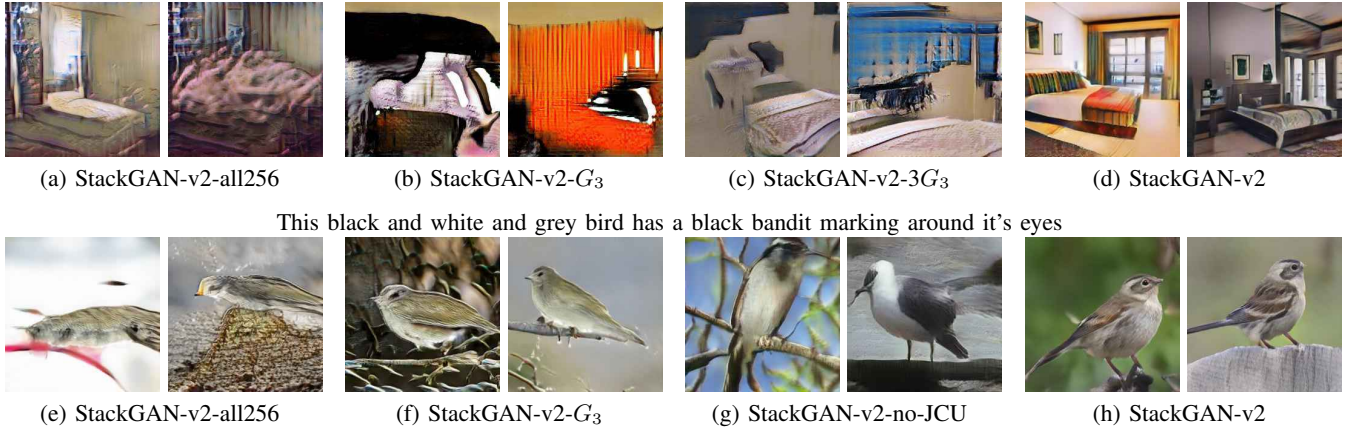 (a) StackGAN-v2-all256 (b) StackGAN-v2-G₃ (c) StackGAN-v2-3G₃ (d) StackGAN-v2
This black and white and grey bird has a black bandit marking around it's eyes
(e) StackGAN-v2-all256 (f) StackGAN-v2-G₃ (g) StackGAN-v2-no-JCU (h) StackGAN-v2